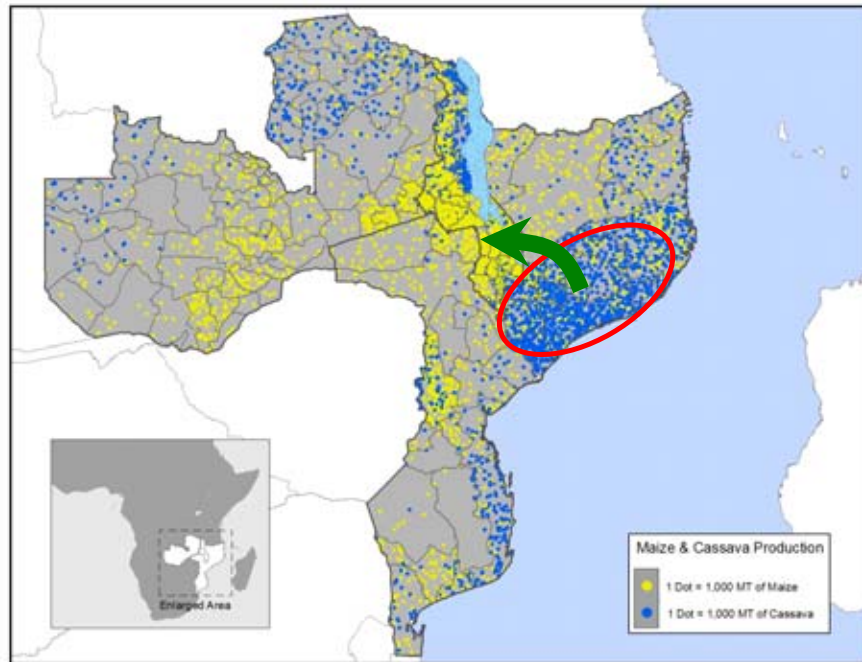 Enlarged Area
Maize & Cassava Production
1 Dot = 1,000 MT of Maize
1 Dot = 1,000 MT of Cassava